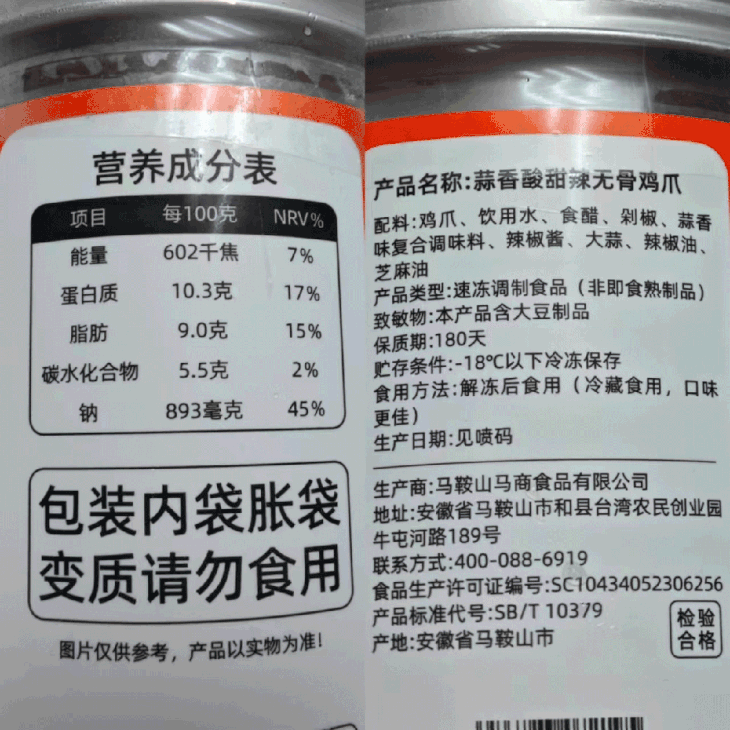 营养成分表
项目 每100克 NRV%
能量 602千焦 7%
蛋白质 10.3克 17%
脂肪 9.0克 15%
碳水化合物 5.5克 2%
钠 893毫克 45%
包装内袋胀袋
变质请勿食用
图片仅供参考，产品以实物为准!
产品名称:蒜香酸甜辣无骨鸡爪
配料:鸡爪、饮用水、食醋、剁椒、蒜香
味复合调味料、辣椒酱、大蒜、辣椒油、
芝麻油
产品类型:速冻调制食品（非即食熟制品）
致敏物:本产品含大豆制品
保质期:180天
贮存条件:-18℃以下冷冻保存
食用方法:解冻后食用（冷藏食用，口味
更佳）
生产日期:见喷码
生产商:马鞍山马商食品有限公司
地址:安徽省马鞍山市和县台湾农民创业园
牛屯河路189号
联系方式:400-088-6919
食品生产许可证编号:SC10434052306256
产品标准代号:SB/T 10379
产地:安徽省马鞍山市
检验
合格